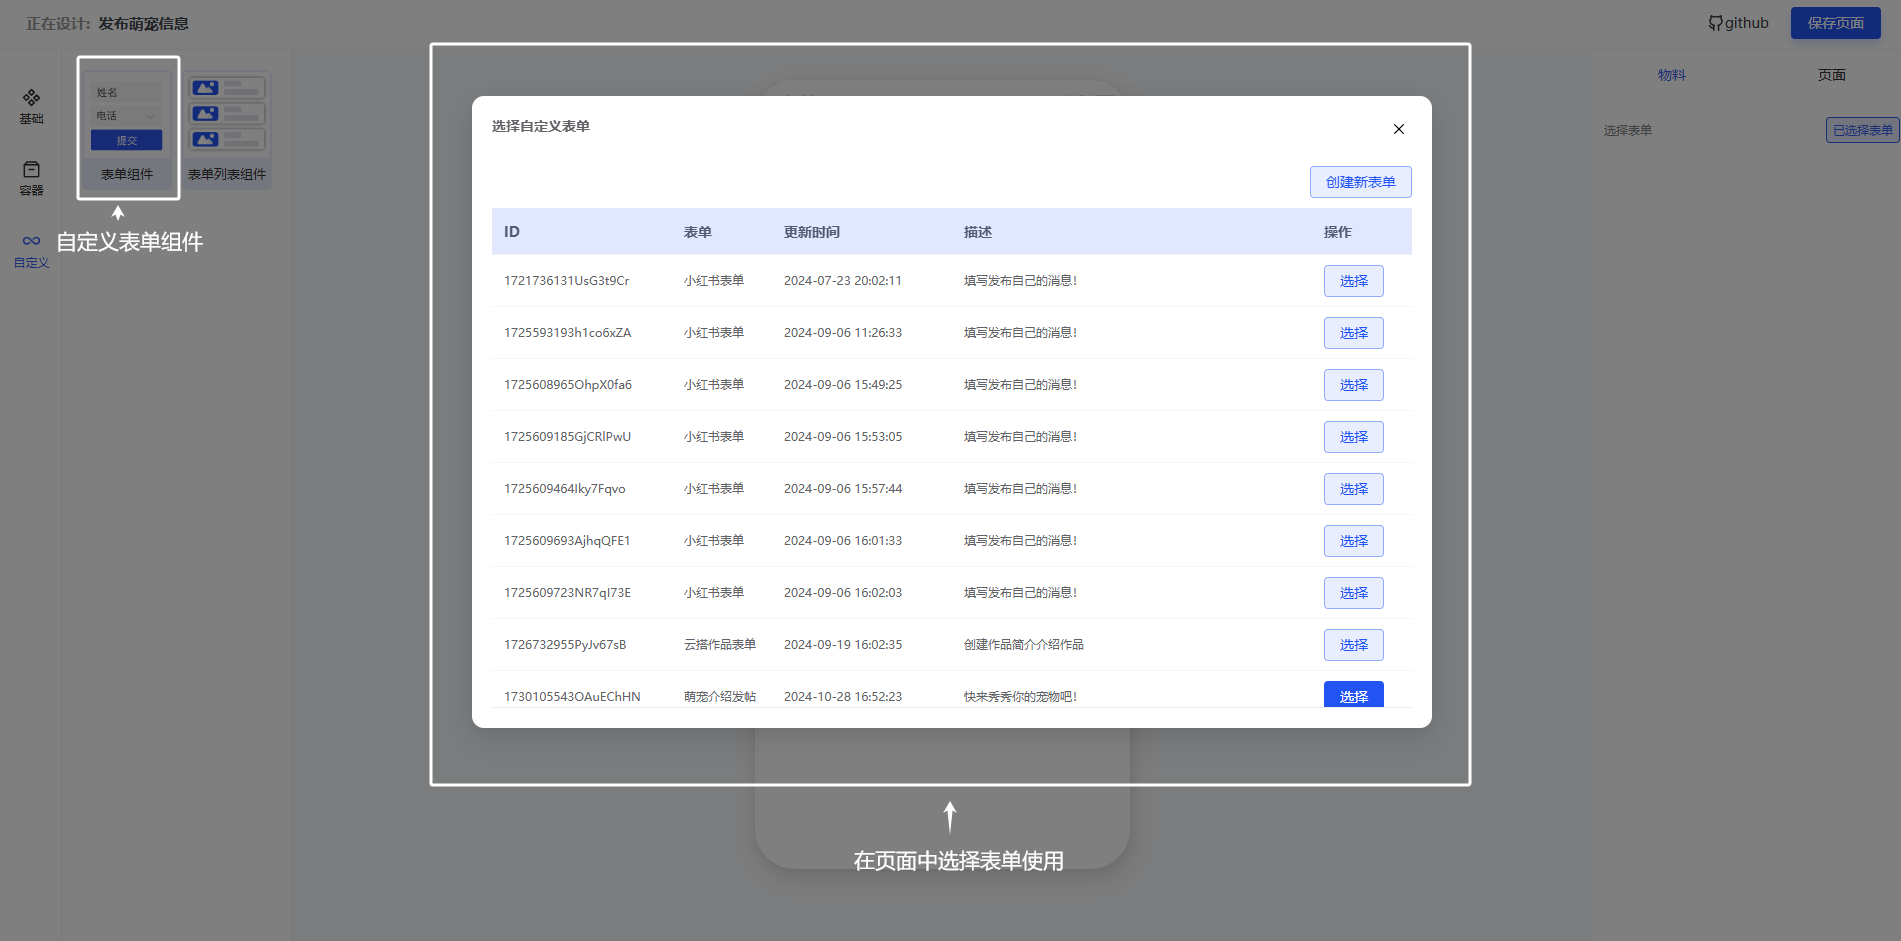 正在设计: 发布萌宠信息
github
保存页面
基础
容器
自定义
姓名
电话
提交
表单组件
表单列表组件
自定义表单组件
物料
页面
选择表单
已选择表单
选择自定义表单
创建新表单
ID 表单 更新时间 描述 操作
1721736131UsG3t9Cr 小红书表单 2024-07-23 20:02:11 填写发布自己的消息! 选择
1725593193h1co6xZA 小红书表单 2024-09-06 11:26:33 填写发布自己的消息! 选择
1725608965OhpX0fa6 小红书表单 2024-09-06 15:49:25 填写发布自己的消息! 选择
1725609185GjCRlPwU 小红书表单 2024-09-06 15:53:05 填写发布自己的消息! 选择
1725609464Iky7Fqvo 小红书表单 2024-09-06 15:57:44 填写发布自己的消息! 选择
1725609693AjhqQFE1 小红书表单 2024-09-06 16:01:33 填写发布自己的消息! 选择
1725609723NR7qI73E 小红书表单 2024-09-06 16:02:03 填写发布自己的消息! 选择
1726732955PyJv67sB 云搭作品表单 2024-09-19 16:02:35 创建作品简介介绍作品 选择
1730105543OAuEChHN 萌宠介绍发帖 2024-10-28 16:52:23 快来秀秀你的宠物吧! 选择
在页面中选择表单使用